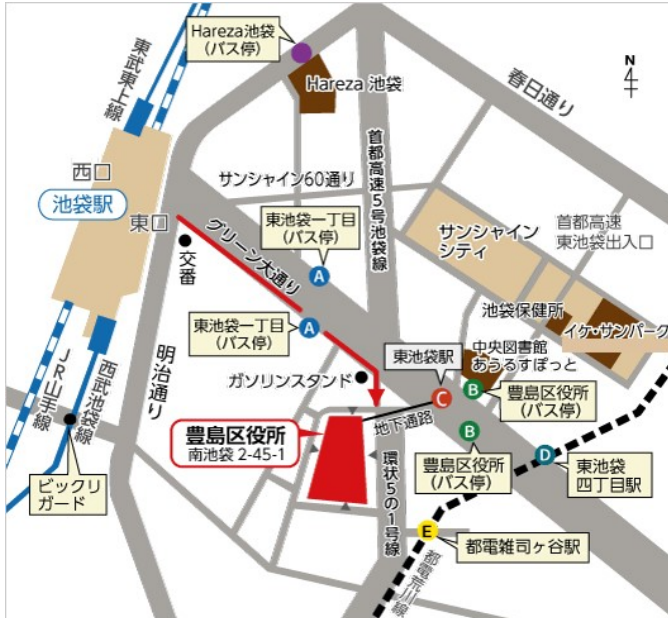 Hareza池袋
(バス停)
Hareza 池袋
N
東武東上線
春日通り
西口
池袋駅
東口
サンシャイン60通り
首都高速5号池袋線
グリーン大通り
東池袋一丁目
(バス停)
A
交番
サンシャイン
シティ
首都高速
東池袋出入口
池袋保健所
イケ・サンパーク
東池袋一丁目
(バス停)
A
明治通り
JR山手線
西武池袋線
ガソリンスタンド
東池袋駅
C
中央図書館
あうるすぽっと
B
豊島区役所
(バス停)
豊島区役所
南池袋 2-45-1
地下通路
環状5の1号線
B
豊島区役所
(バス停)
D
東池袋
四丁目駅
ビックリ
ガード
E
都電雑司ヶ谷駅
都電荒川線